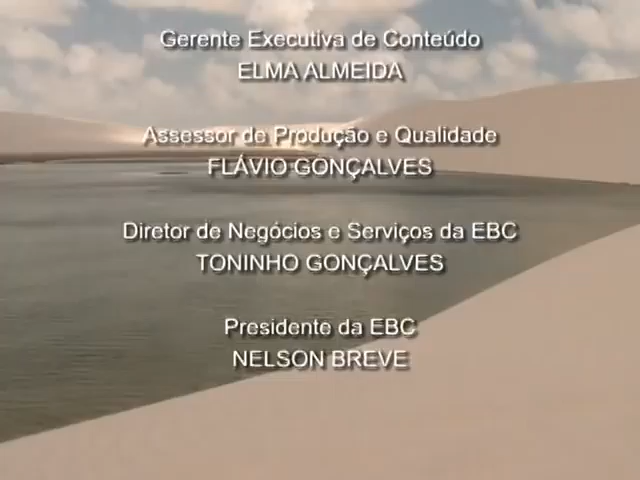 Gerente Executiva de Conteúdo
ELMA ALMEIDA
Assessor de Produção e Qualidade
FLÁVIO GONÇALVES
Diretor de Negócios e Serviços da EBC
TONINHO GONÇALVES
Presidente da EBC
NELSON BREVE